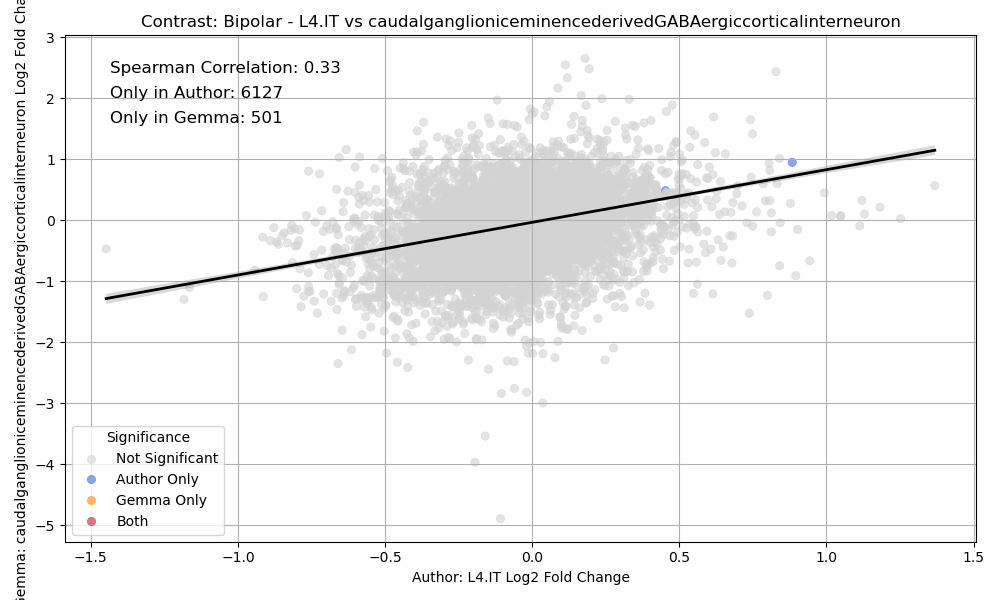 Contrast: Bipolar - L4.IT vs caudalganglioniceminencederivedGABAergiccorticalinterneuron
Spearman Correlation: 0.33
Only in Author: 6127
Only in Gemma: 501
3
2
1
0
−1
−2
−3
−4
−5
caudalganglioniceminencederivedGABAergiccorticalinterneuron Log2 Fold
Significance
Not Significant
Author Only
Gemma Only
Both
−1.5
−1.0
−0.5
0.0
0.5
1.0
1.5
Author: L4.IT Log2 Fold Change